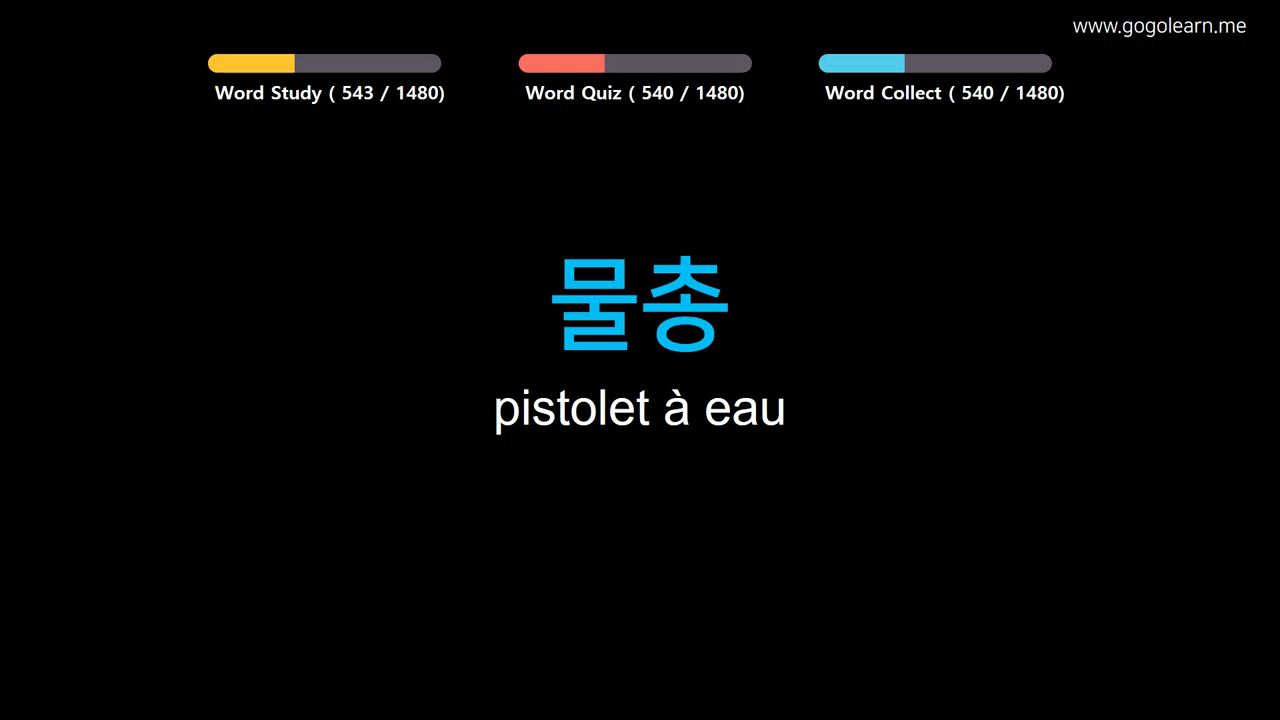 www.gogolearn.me
Word Study ( 543 / 1480)
Word Quiz ( 540 / 1480)
Word Collect ( 540 / 1480)
물총
pistolet à eau